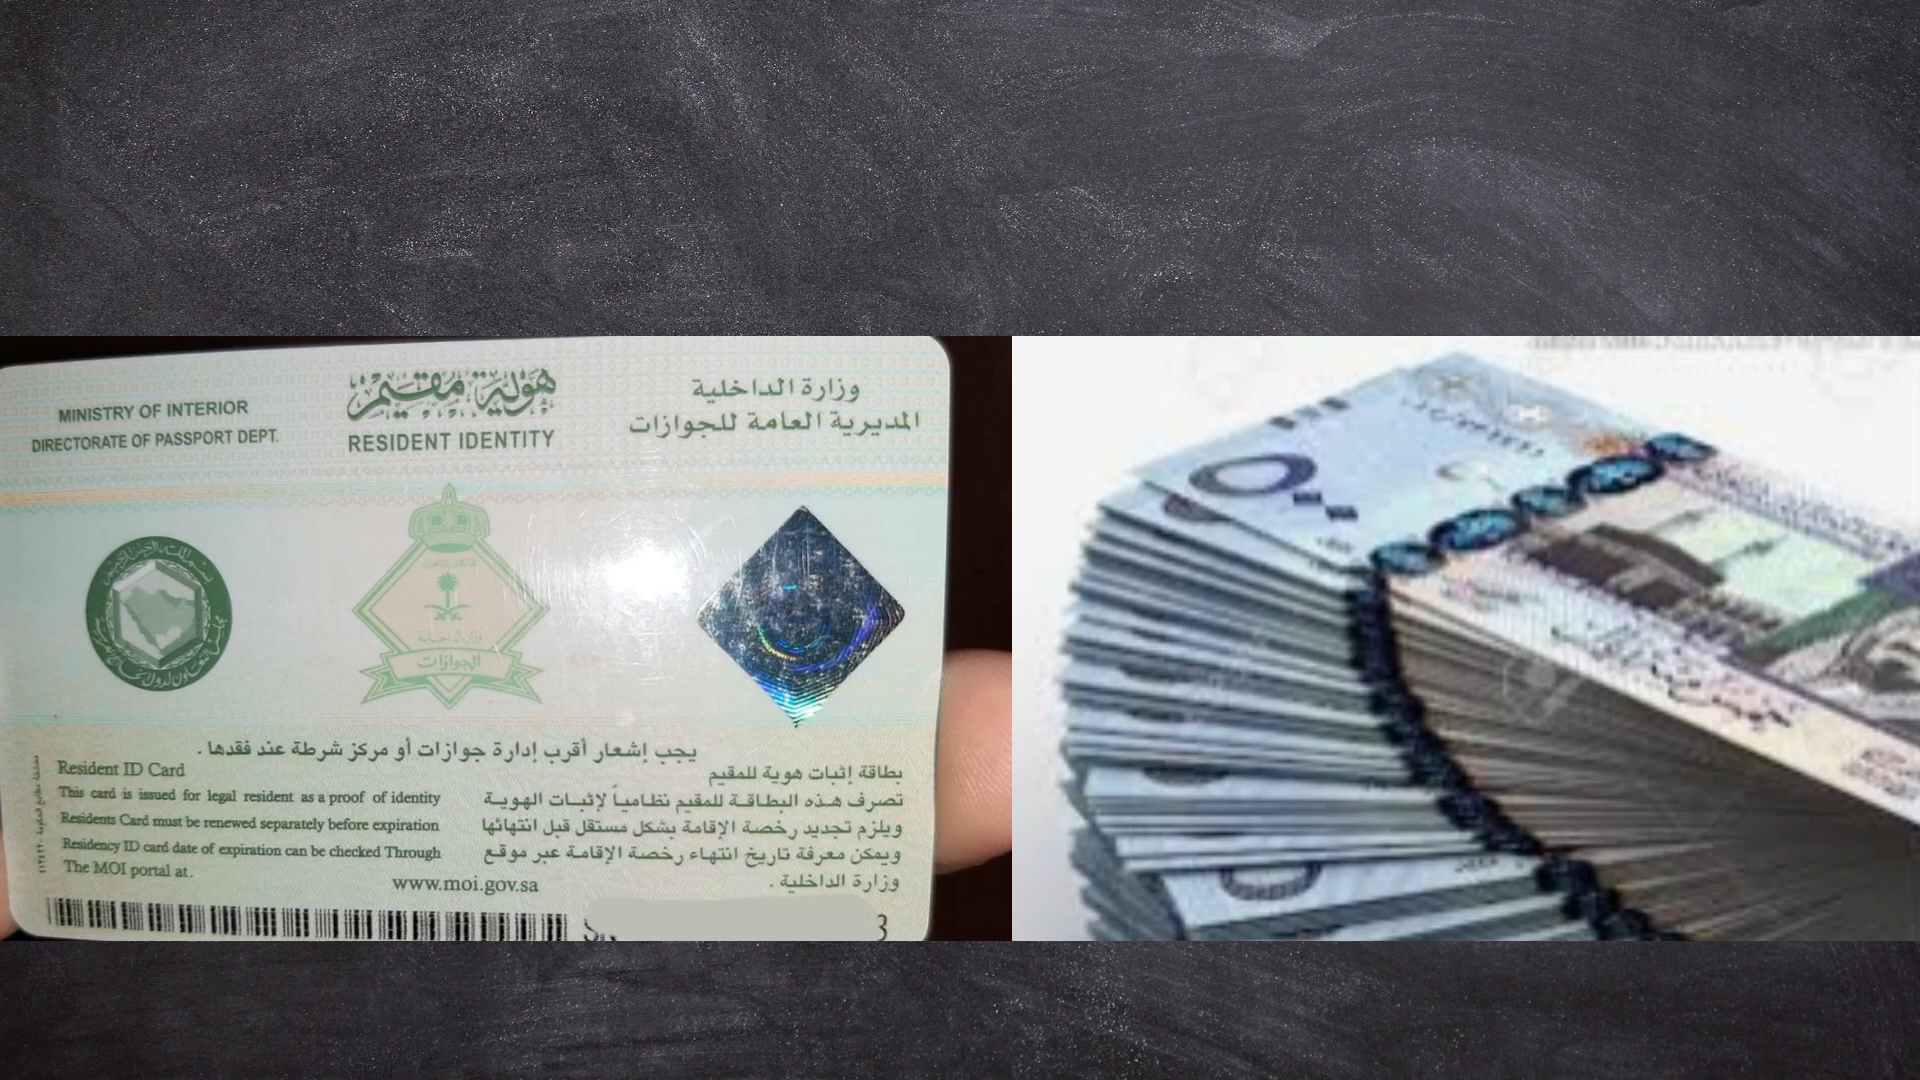 MINISTRY OF INTERIOR
DIRECTORATE OF PASSPORT DEPT.
هوية مقيم
RESIDENT IDENTITY
وزارة الداخلية
المديرية العامة للجوازات
الجوازات
يجب إشعار أقرب إدارة جوازات أو مركز شرطة عند فقدها .
Resident ID Card
This card is issued for legal resident as a proof of identity
Residents Card must be renewed separately before expiration
Residency ID card date of expiration can be checked Through
The MOI portal at.
www.moi.gov.sa
بطاقة إثبات هوية للمقيم
تصرف هذه البطاقة للمقيم نظامياً لإثبات الهوية
ويلزم تجديد رخصة الإقامة بشكل مستقل قبل انتهائها
ويمكن معرفة تاريخ انتهاء رخصة الإقامة عبر موقع
وزارة الداخلية .
3
٥٠٠